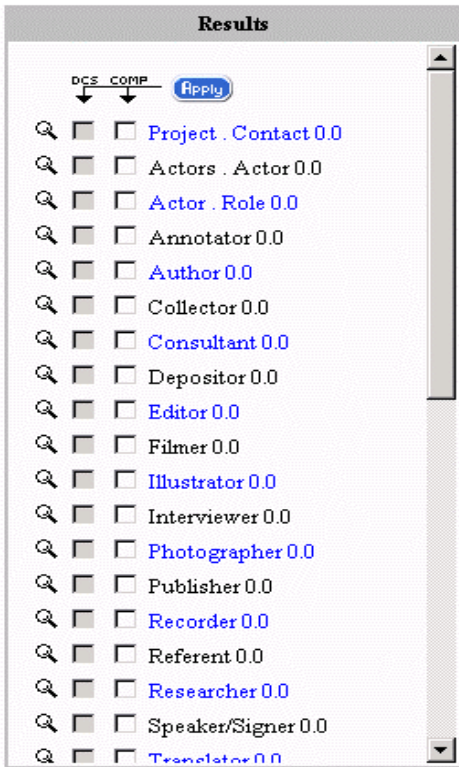 Results
DCS COMP Apply
Project . Contact 0.0
Actors . Actor 0.0
Actor . Role 0.0
Annotator 0.0
Author 0.0
Collector 0.0
Consultant 0.0
Depositor 0.0
Editor 0.0
Filmer 0.0
Illustrator 0.0
Interviewer 0.0
Photographer 0.0
Publisher 0.0
Recorder 0.0
Referent 0.0
Researcher 0.0
Speaker/Signer 0.0
Translator 0.0